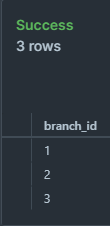 Success
3 rows
branch_id
1
2
3